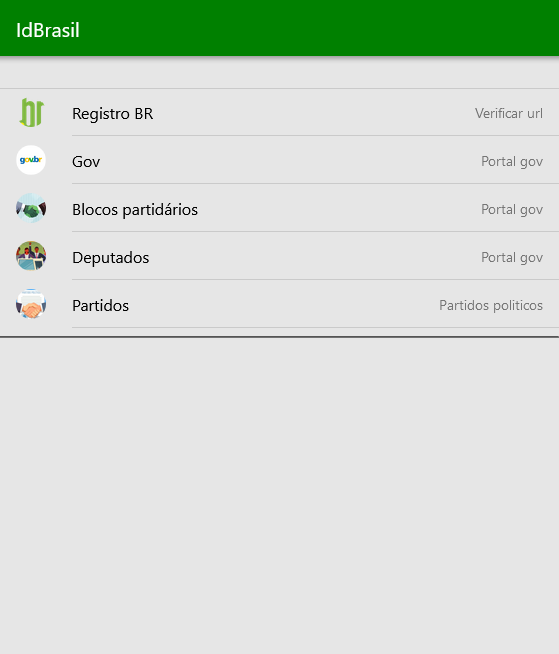 IdBrasil
br
Registro BR Verificar url
gov.br
Gov Portal gov
Blocos partidários Portal gov
Deputados Portal gov
Partidos Partidos politicos